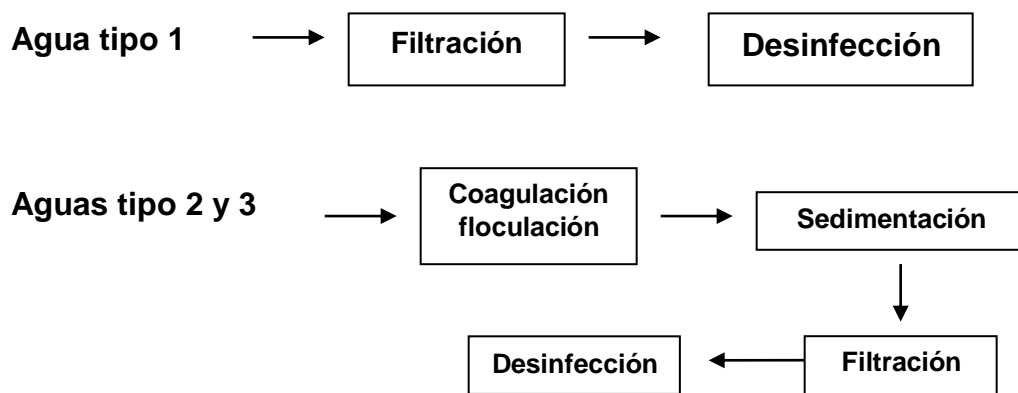 Agua tipo 1
Filtración
Desinfección
Aguas tipo 2 y 3
Coagulación
floculación
Sedimentación
Filtración
Desinfección